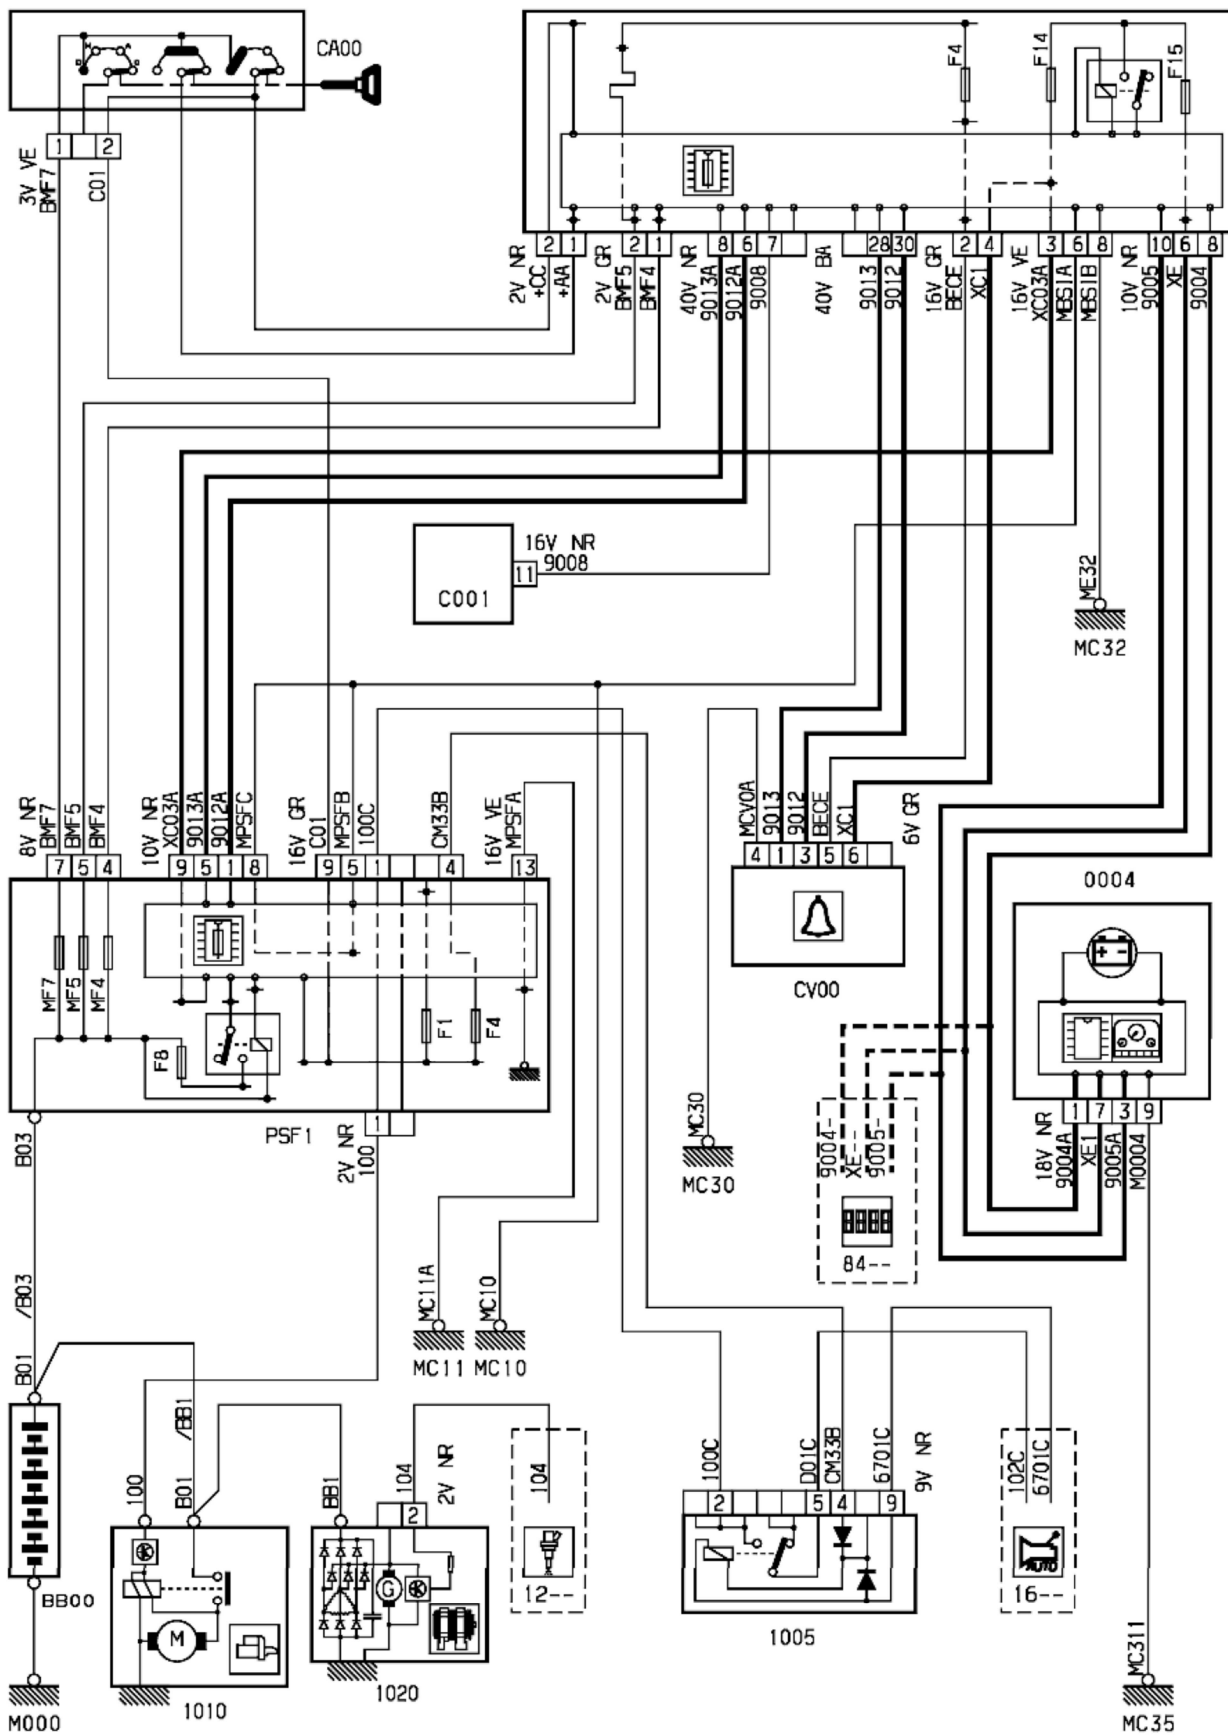 CA00
H
A
D
D
1
2
3V VE
BMF7
C01
F4
F14
F15
2
1
2
1
8
6
7
28
30
2
4
3
6
8
10
6
8
2V NR
+CC
+AA
2V GR
BMF5
BMF4
40V NR
9013A
9012A
9008
40V BA
9013
9012
16V GR
BECE
XC1
16V VE
XC03A
MBS1A
MBS1B
10V NR
9005
XE
9004
C001
11
16V NR
9008
ME32
MC32
8V NR
BMF7
BMF5
BMF4
10V NR
XC03A
9013A
9012A
MPSFC
16V GR
C01
MPSFB
100C
CM33B
16V VE
MPSFA
7
5
4
9
5
1
8
9
5
1
4
13
MCV0A
9013
9012
BECE
XC1
6V GR
4
1
3
5
6
CV00
0004
+ -
MF7
MF5
MF4
F8
F1
F4
PSF1
1
2V NR
100
B03
MC30
MC30
9004-
XE--
9005-
84--
1
7
3
9
18V NR
9004A
XE1
9005A
M0004
/B03
B01
MC11A
MC10
MC11
MC10
/BB1
100
B01
BB1
104
2V NR
2
104
12--
100C
D01C
CM33B
6701C
9V NR
2
5
4
9
102C
6701C
AUTO
16--
BB00
M
G
1010
1020
1005
M000
MC311
MC35